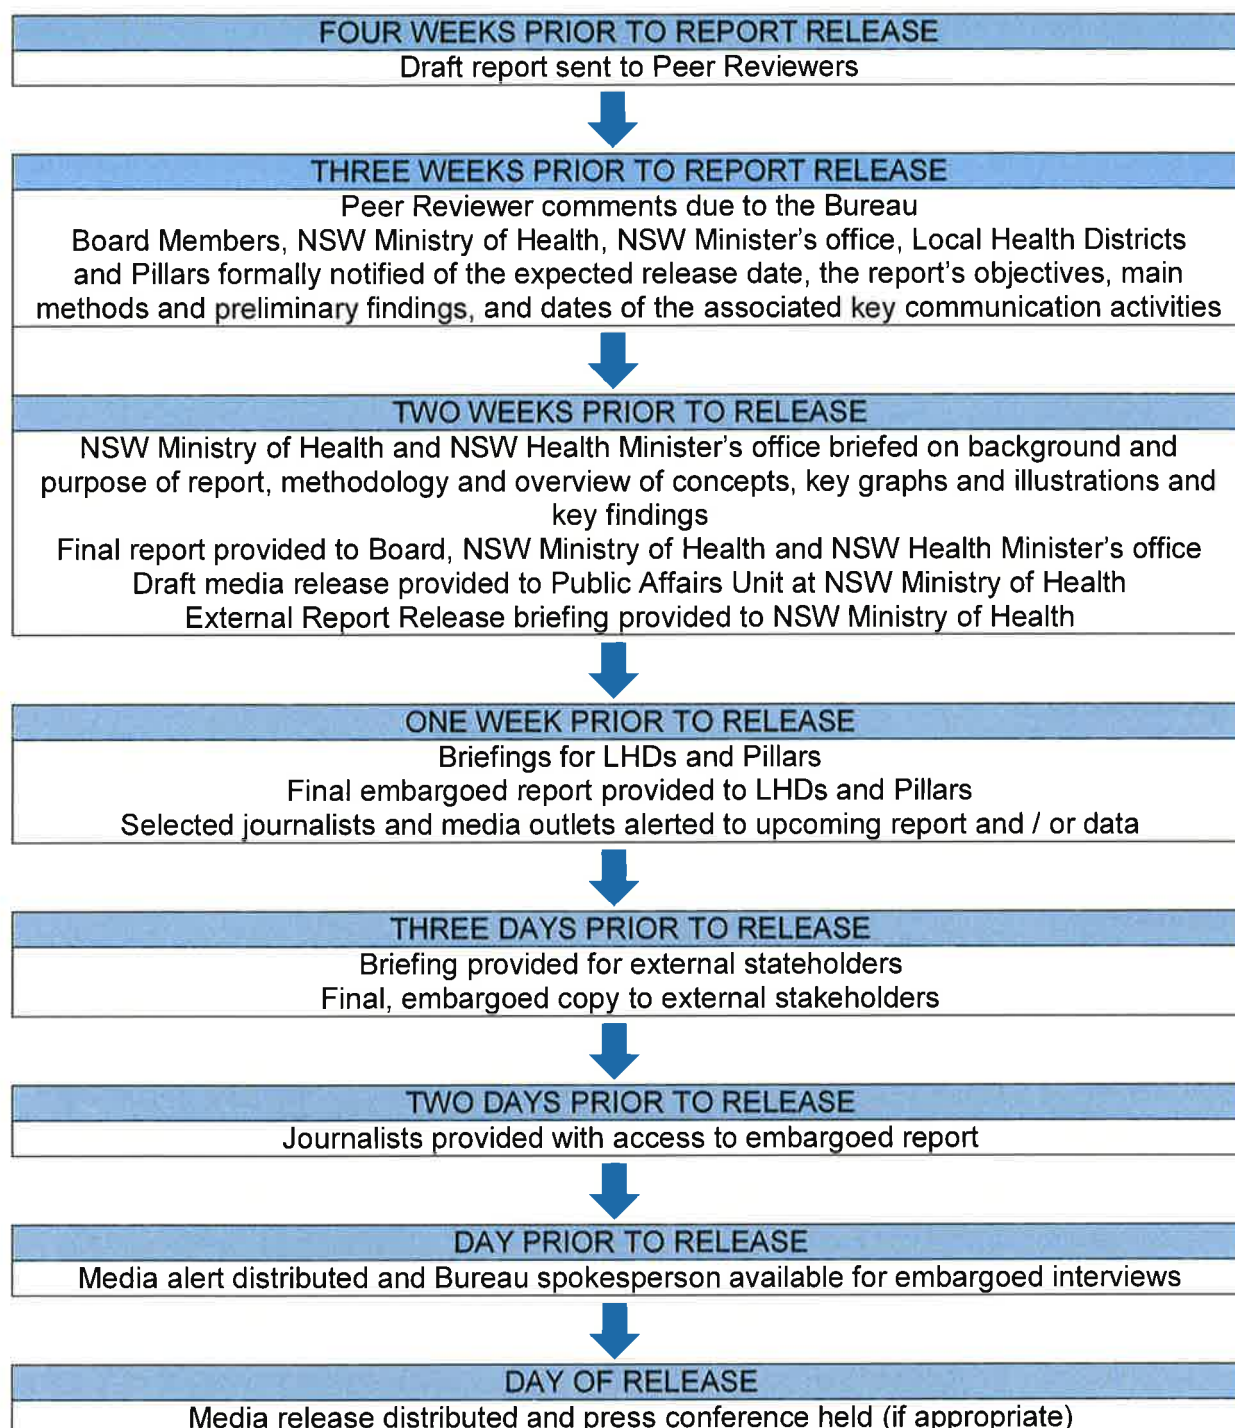 FOUR WEEKS PRIOR TO REPORT RELEASE
Draft report sent to Peer Reviewers
THREE WEEKS PRIOR TO REPORT RELEASE
Peer Reviewer comments due to the Bureau
Board Members, NSW Ministry of Health, NSW Minister's office, Local Health Districts
and Pillars formally notified of the expected release date, the report's objectives, main
methods and preliminary findings, and dates of the associated key communication activities
TWO WEEKS PRIOR TO RELEASE
NSW Ministry of Health and NSW Health Minister's office briefed on background and
purpose of report, methodology and overview of concepts, key graphs and illustrations and
key findings
Final report provided to Board, NSW Ministry of Health and NSW Health Minister's office
Draft media release provided to Public Affairs Unit at NSW Ministry of Health
External Report Release briefing provided to NSW Ministry of Health
ONE WEEK PRIOR TO RELEASE
Briefings for LHDs and Pillars
Final embargoed report provided to LHDs and Pillars
Selected journalists and media outlets alerted to upcoming report and / or data
THREE DAYS PRIOR TO RELEASE
Briefing provided for external stateholders
Final, embargoed copy to external stakeholders
TWO DAYS PRIOR TO RELEASE
Journalists provided with access to embargoed report
DAY PRIOR TO RELEASE
Media alert distributed and Bureau spokesperson available for embargoed interviews
DAY OF RELEASE
Media release distributed and press conference held (if appropriate)